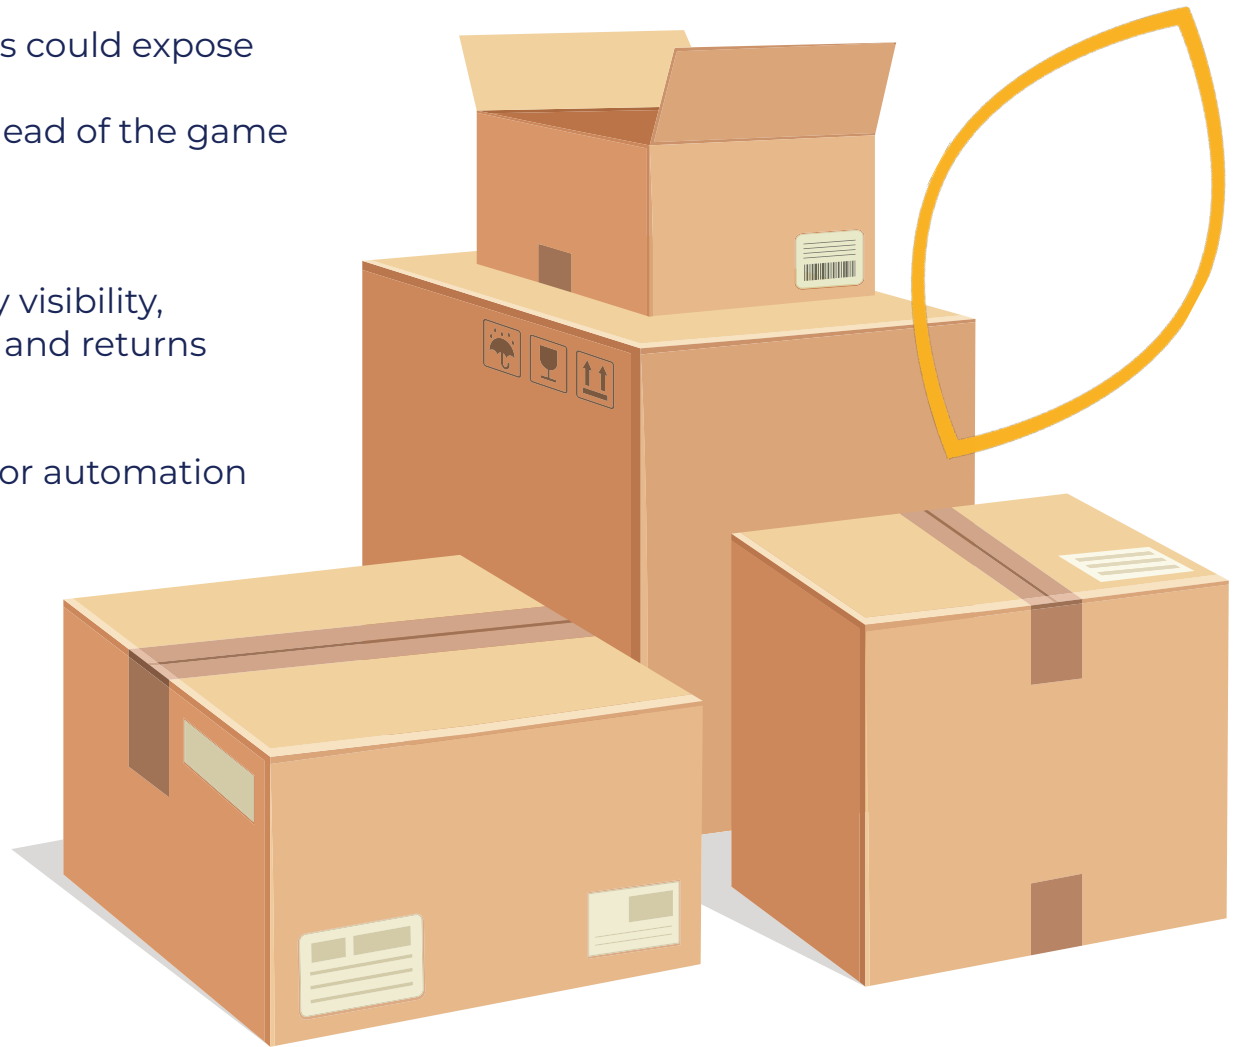 s could expose
ead of the game
y visibility,
and returns
or automation